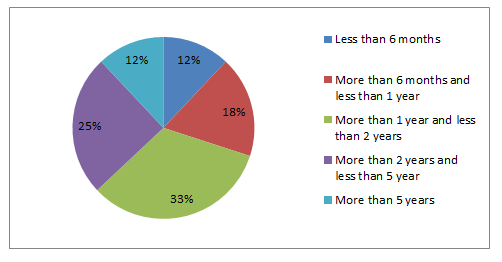 12%
12%
18%
25%
33%
Less than 6 months
More than 6 months and
less than 1 year
More than 1 year and less
than 2 years
More than 2 years and
less than 5 year
More than 5 years